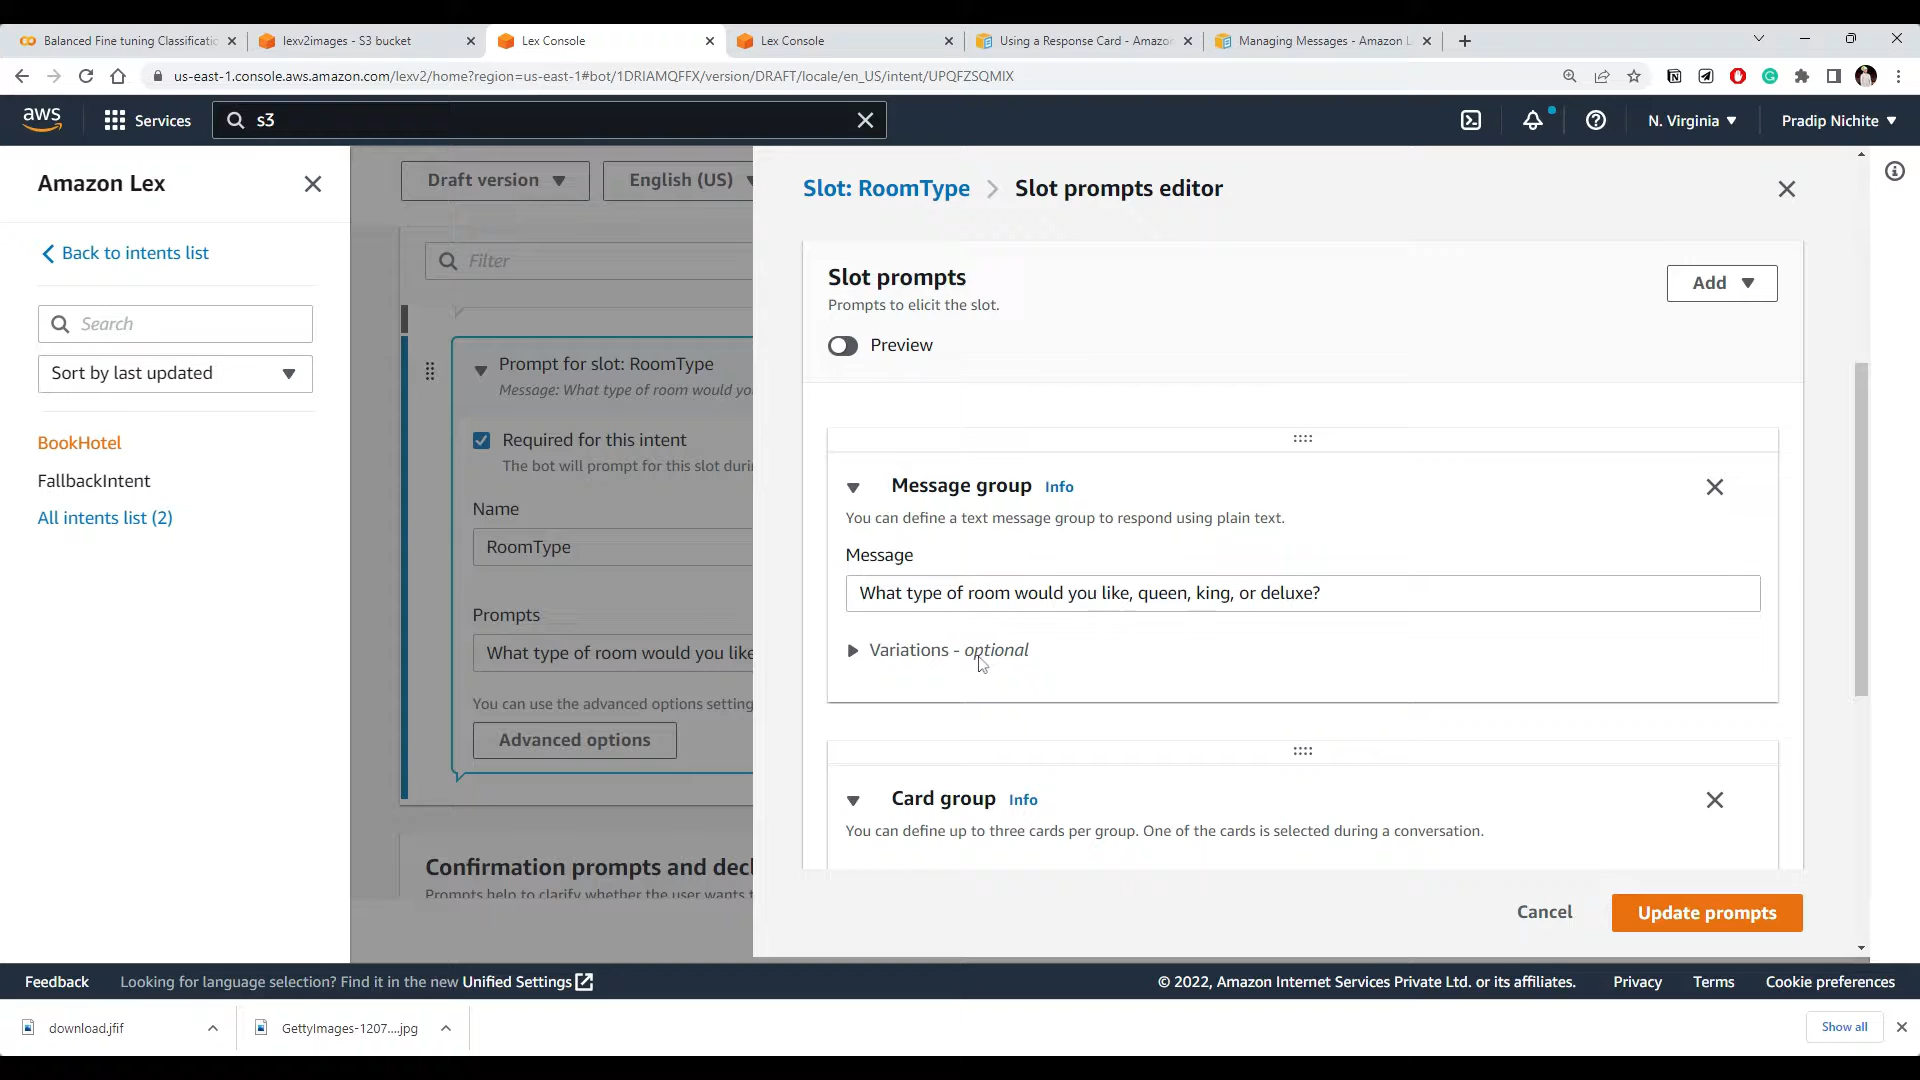 Balanced Fine tuning Classificatio
lexv2images - S3 bucket
Lex Console
Lex Console
Using a Response Card - Amazon
Managing Messages - Amazon L
us-east-1.console.aws.amazon.com/lexv2/home?region=us-east-1#bot/1DRIAMQFFX/version/DRAFT/locale/en_US/intent/UPQFZSQMIX
aws
Services
s3
N. Virginia
Pradip Nichite
Amazon Lex
Back to intents list
Search
Sort by last updated
BookHotel
FallbackIntent
All intents list (2)
Draft version
English (US)
Filter
Prompt for slot: RoomType
Message: What type of room would yo
Required for this intent
The bot will prompt for this slot duri
Name
RoomType
Prompts
What type of room would you like
You can use the advanced options setting
Advanced options
Confirmation prompts and decl
Prompts help to clarify whether the user wants t
Slot: RoomType
Slot prompts editor
Slot prompts
Prompts to elicit the slot.
Add
Preview
Message group Info
You can define a text message group to respond using plain text.
Message
What type of room would you like, queen, king, or deluxe?
Variations - optional
Card group Info
You can define up to three cards per group. One of the cards is selected during a conversation.
Cancel
Update prompts
Feedback
Looking for language selection? Find it in the new Unified Settings
© 2022, Amazon Internet Services Private Ltd. or its affiliates.
Privacy
Terms
Cookie preferences
download.jfif
GettyImages-1207....jpg
Show all